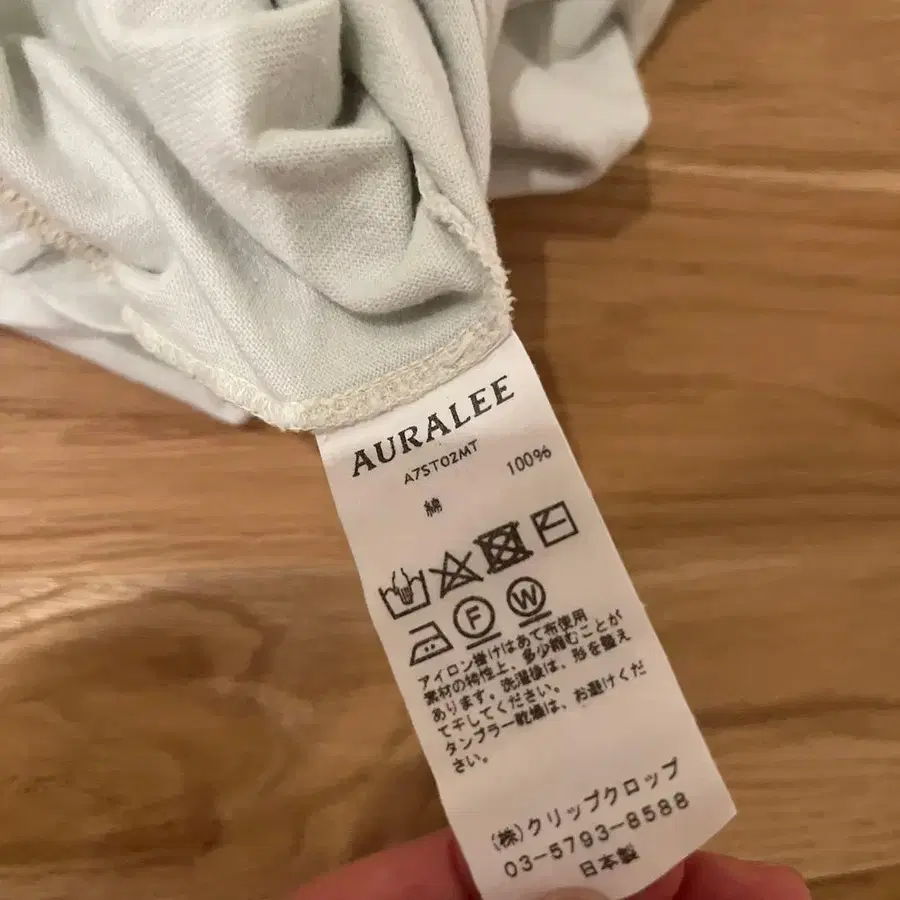 AURALEE
A7ST02MT
綿 100%
F W
アイロン掛けはあて布使用
素材の特性上、多少縮むことが
あります。洗濯後は、形を整え
て干してください。
タンブラー乾燥は、お避けくだ
さい。
(株)クリップクロップ
03-5793-8588
日本製